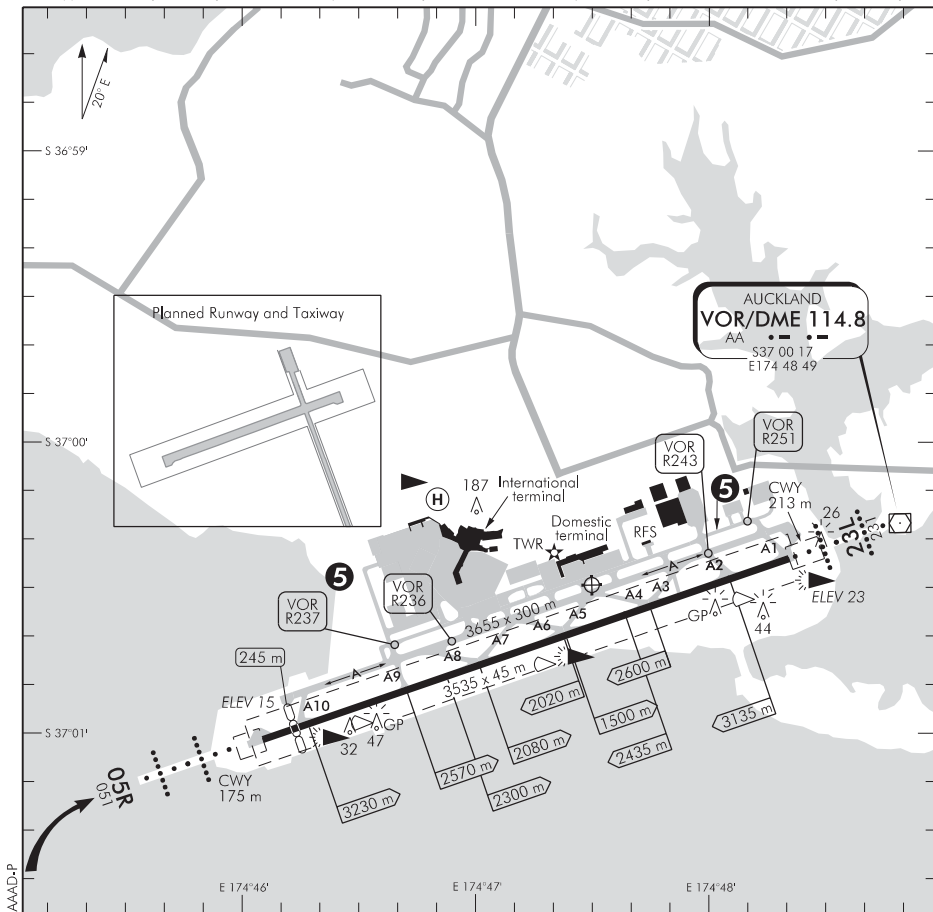 20° E
S 36°59'
Planned Runway and Taxiway
AUCKLAND
VOR/DME 114.8
AA
S37 00 17
E174 48 49
S 37°00'
VOR
R243
VOR
R251
187
International
terminal
H
5
CWY
213 m
26
23L
23
Domestic
terminal
TWR
RFS
A1
A
A2
A3
A4
A5
A6
A7
A8
A9
A
A10
5
VOR
R237
VOR
R236
3655 x 300 m
3535 x 45 m
ELEV 23
GP
44
245 m
ELEV 15
2600 m
2020 m
1500 m
3135 m
S 37°01'
32
47
GP
2080 m
2435 m
2570 m
2300 m
3230 m
05R
051
CWY
175 m
AAAD-P
E 174°46'
E 174°47'
E 174°48'